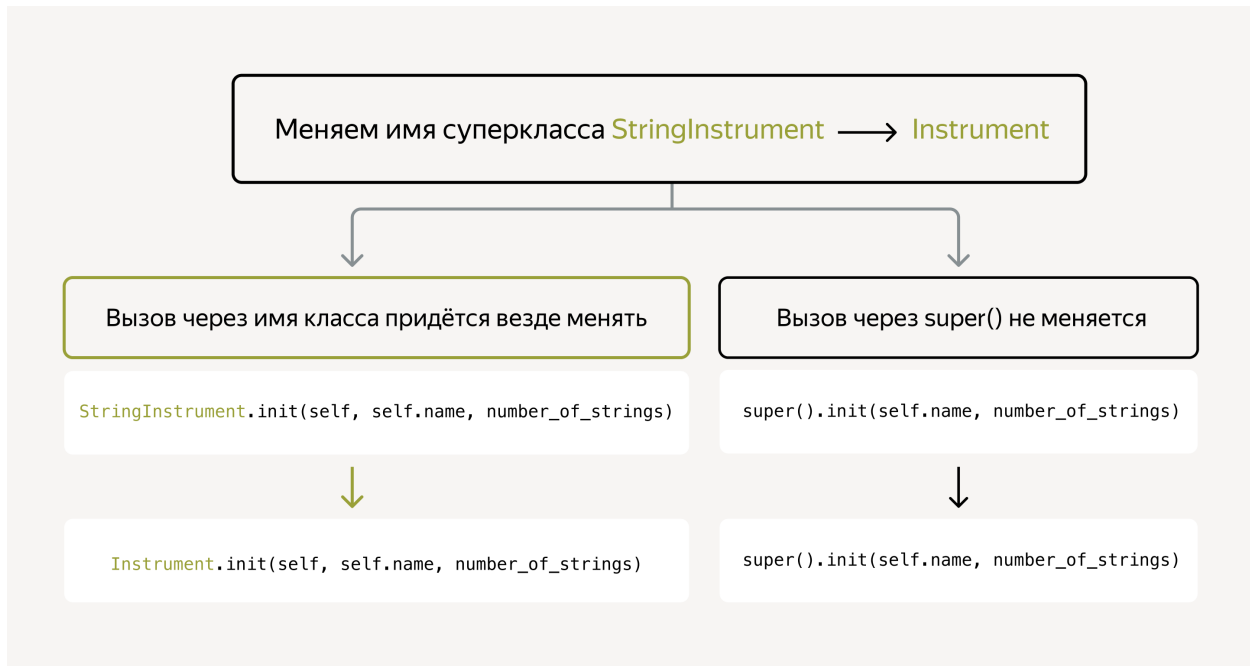 Меняем имя суперкласса StringInstrument → Instrument
Вызов через имя класса придётся везде менять
StringInstrument.init(self, self.name, number_of_strings)
Instrument.init(self, self.name, number_of_strings)
Вызов через super() не меняется
super().init(self.name, number_of_strings)
super().init(self.name, number_of_strings)